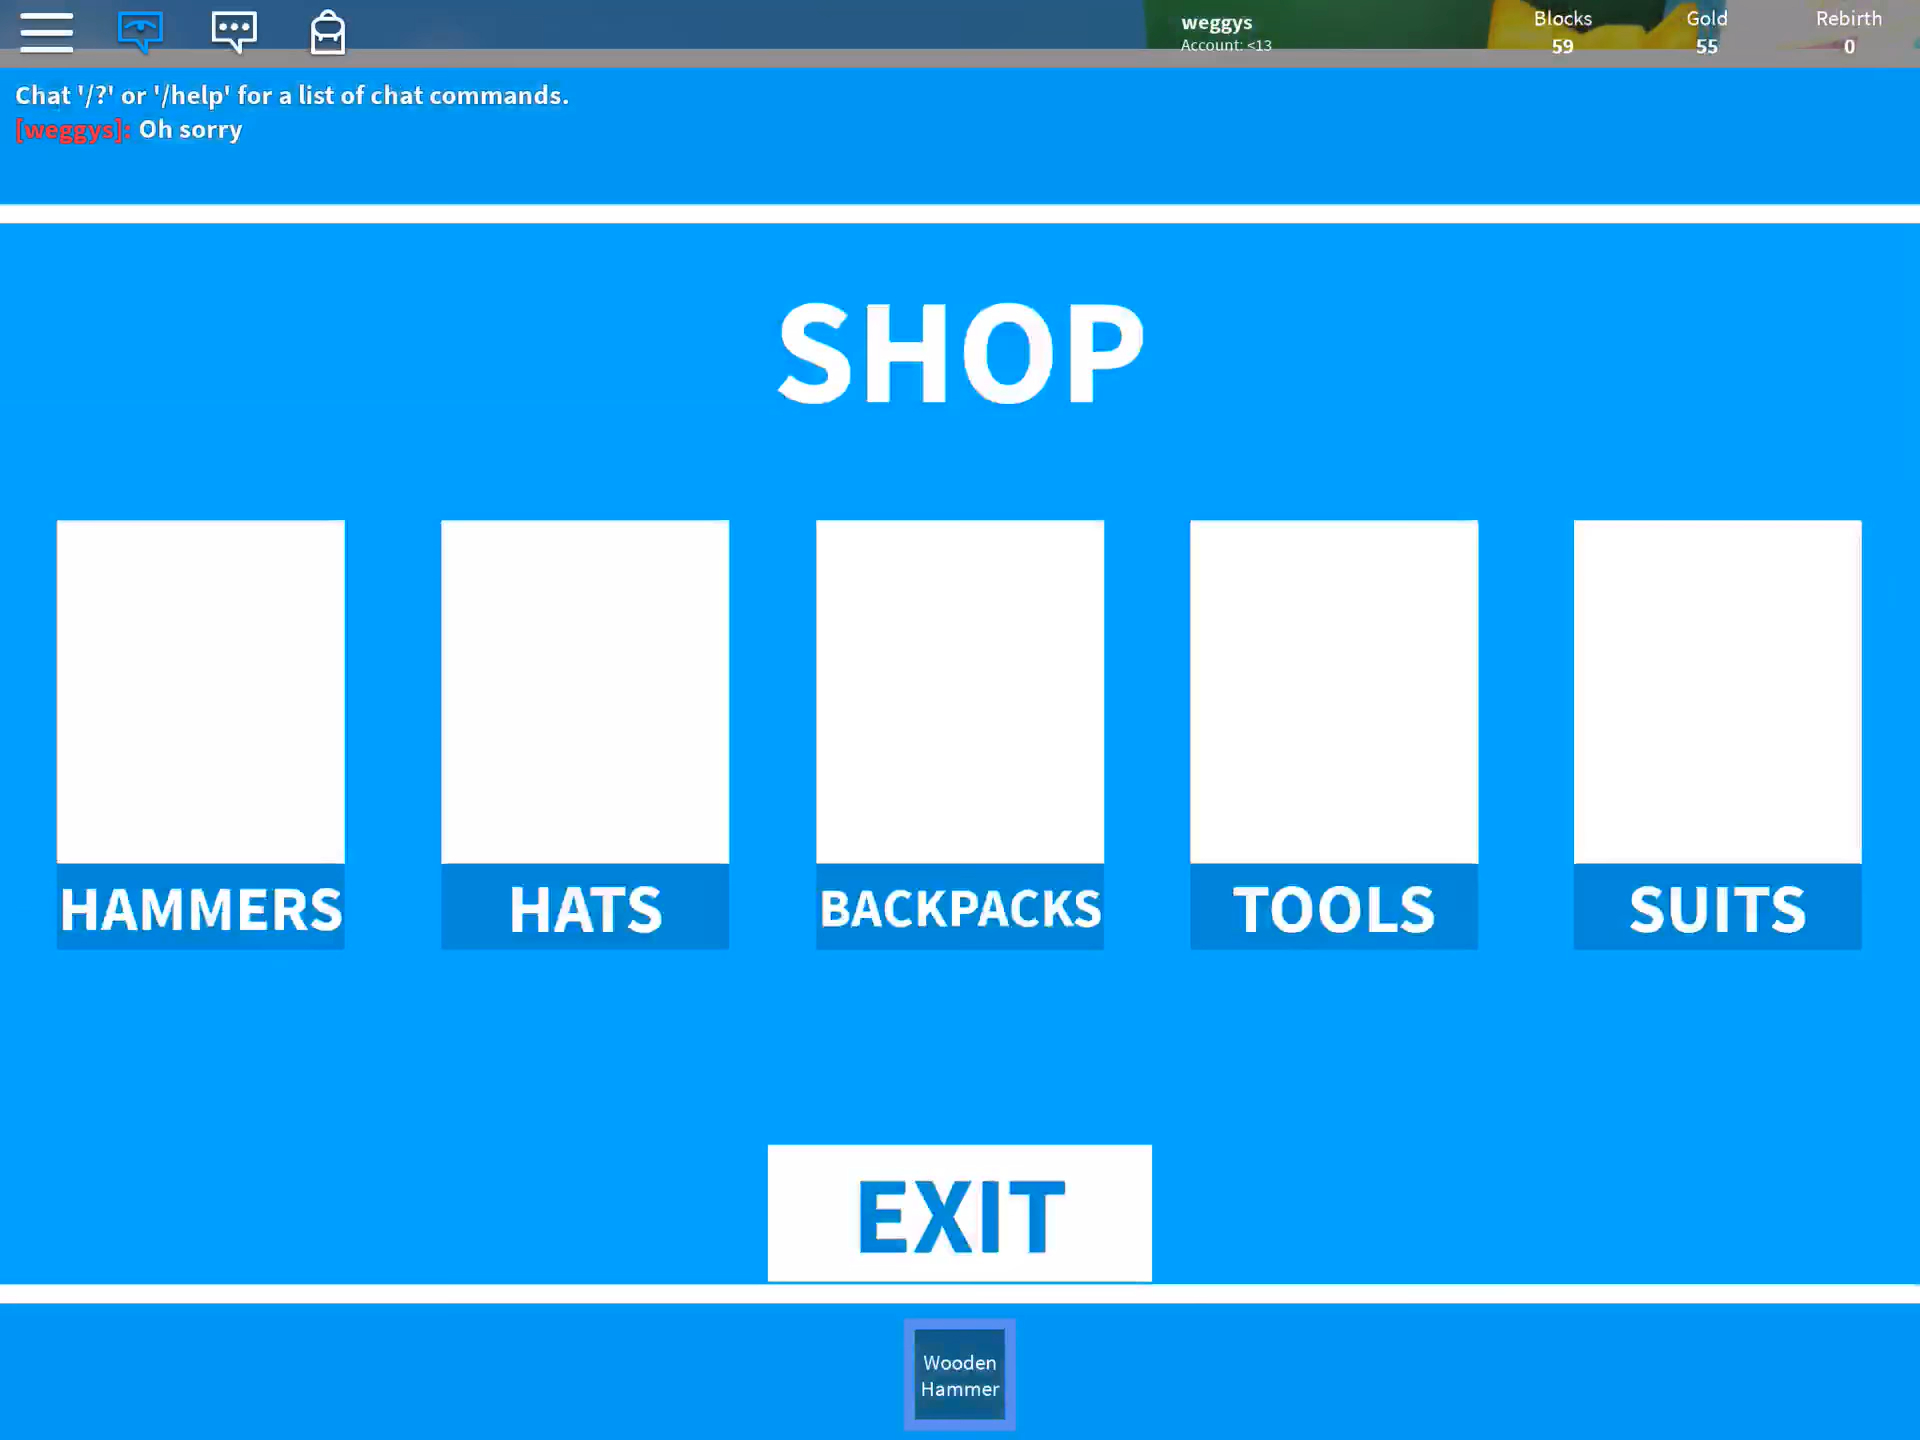 weggys
Account: <13
Blocks
59
Gold
55
Rebirth
0
Chat '/?' or '/help' for a list of chat commands.
[weggys]: Oh sorry
SHOP
HAMMERS
HATS
BACKPACKS
TOOLS
SUITS
EXIT
Wooden
Hammer